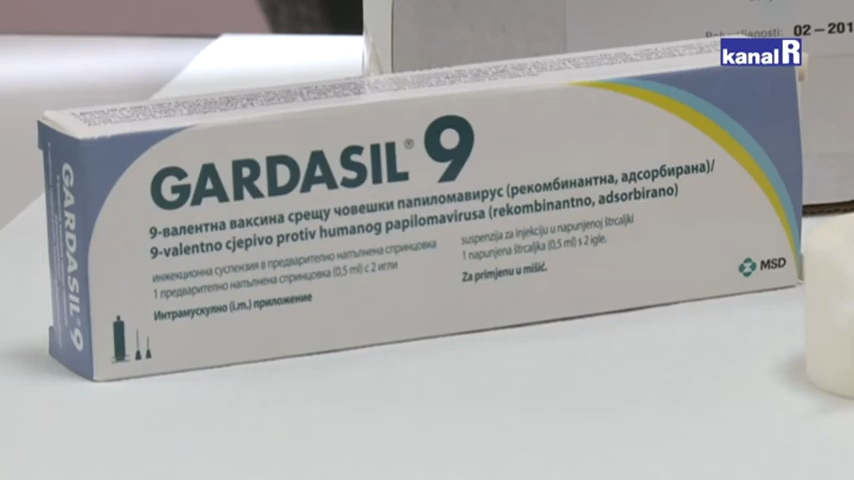 kanal R
02-201
GARDASIL® 9
9-валентна ваксина срещу човешки папиломавирус (рекомбинантна, адсорбирана)/
9-valentno cjepivo protiv humanog papilomavirusa (rekombinantno, adsorbirano)
инжекционна суспензия в предварително напълнена спринцовка
1 предварително напълнена спринцовка (0,5 ml) с 2 игли
Интрамускулно (i.m.) приложение
suspenzija za injekciju u napunjenoj štrcaljki
1 napunjena štrcaljka (0,5 ml) s 2 igle.
Za primjenu u mišić.
MSD
GARDASIL® 9